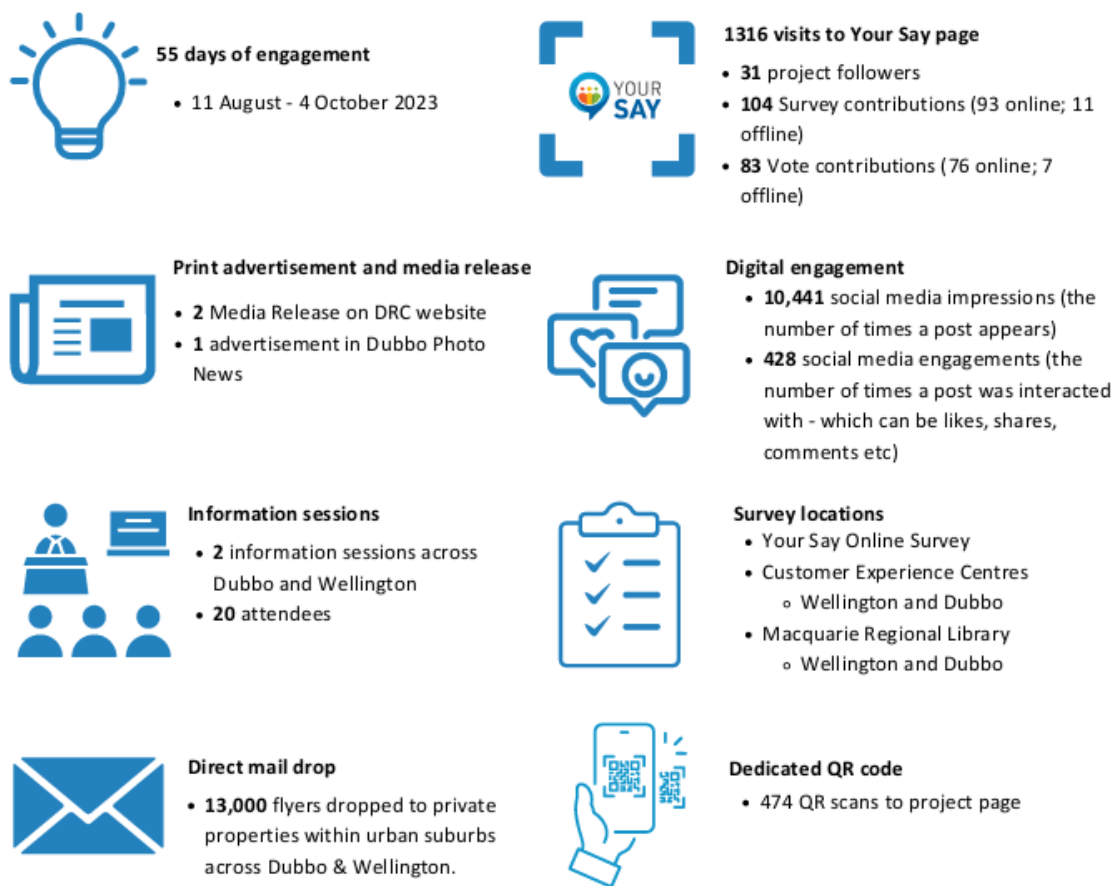 55 days of engagement
• 11 August - 4 October 2023
YOUR
SAY
1316 visits to Your Say page
• 31 project followers
• 104 Survey contributions (93 online; 11
offline)
• 83 Vote contributions (76 online; 7
offline)
Print advertisement and media release
• 2 Media Release on DRC website
• 1 advertisement in Dubbo Photo
News
Digital engagement
• 10,441 social media impressions (the
number of times a post appears)
• 428 social media engagements (the
number of times a post was interacted
with - which can be likes, shares,
comments etc)
Information sessions
• 2 information sessions across
Dubbo and Wellington
• 20 attendees
Survey locations
• Your Say Online Survey
• Customer Experience Centres
◦ Wellington and Dubbo
• Macquarie Regional Library
◦ Wellington and Dubbo
Direct mail drop
• 13,000 flyers dropped to private
properties within urban suburbs
across Dubbo & Wellington.
Dedicated QR code
• 474 QR scans to project page